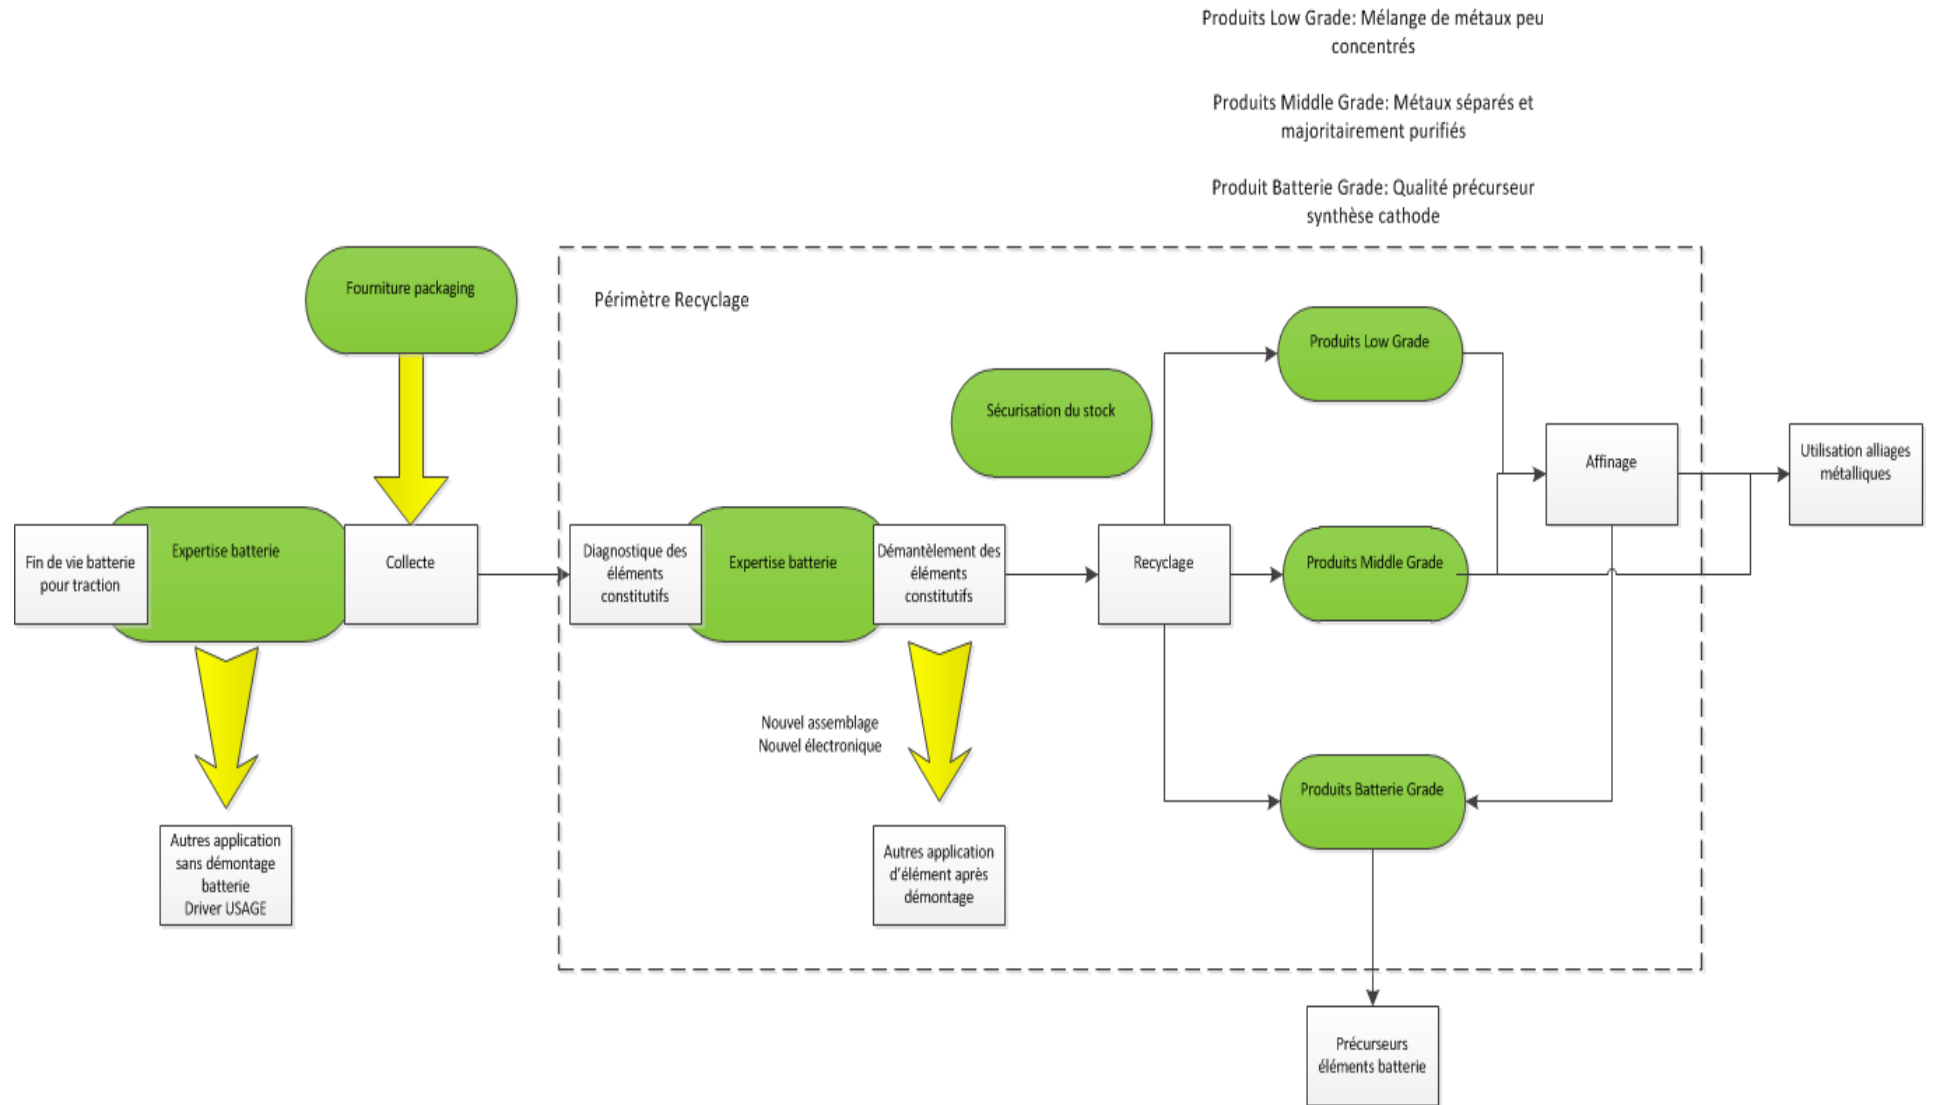 Produits Low Grade: Mélange de métaux peu
concentrés
Produits Middle Grade: Métaux séparés et
majoritairement purifiés
Produit Batterie Grade: Qualité précurseur
synthèse cathode
Fourniture packaging
Périmètre Recyclage
Produits Low Grade
Sécurisation du stock
Affinage
Utilisation alliages
métalliques
Fin de vie batterie
pour traction
Expertise batterie
Collecte
Diagnostique des
éléments
constitutifs
Expertise batterie
Démantèlement des
éléments
constitutifs
Recyclage
Produits Middle Grade
Nouvel assemblage
Nouvel électronique
Produits Batterie Grade
Autres application
sans démontage
batterie
Driver USAGE
Autres application
d'élément après
démontage
Précurseurs
éléments batterie